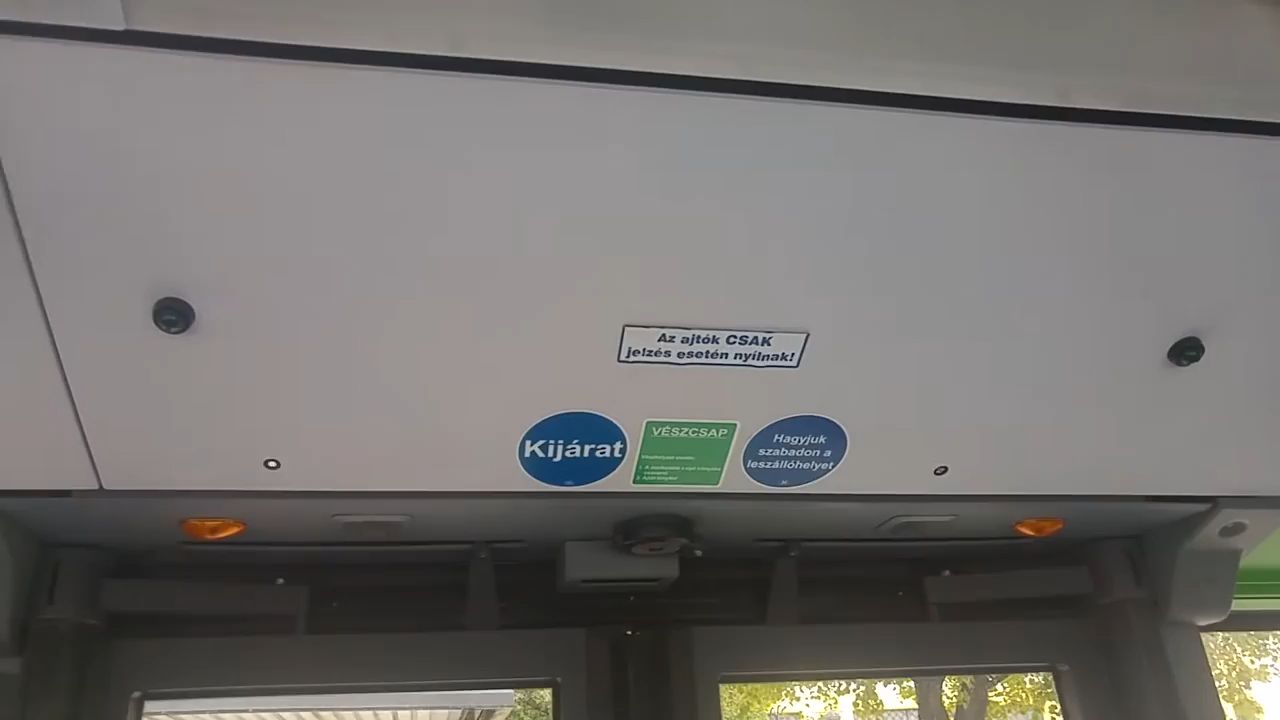 Az ajtók CSAK
jelzés esetén nyílnak!
Kijárat
VÉSZCSAP
Hagyjuk
szabadon a
leszállóhelyet